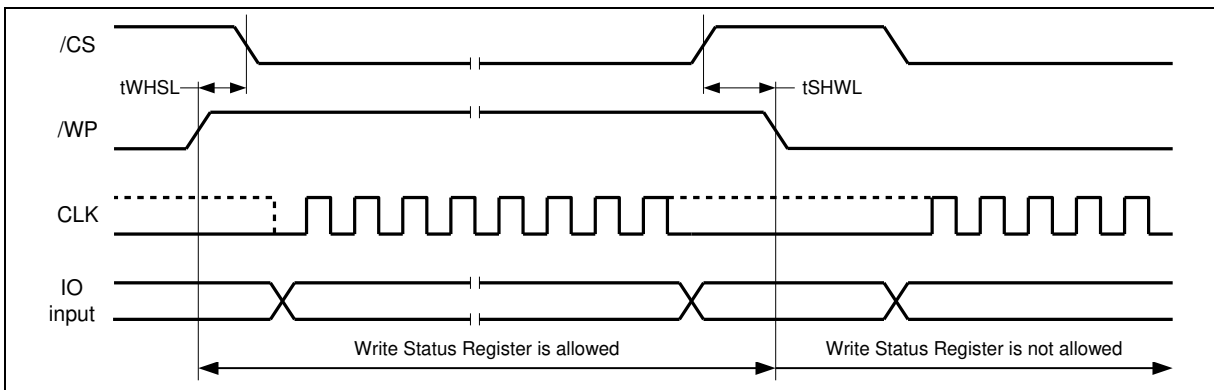 /CS
tWHSL
tSHWL
/WP
CLK
IO
input
Write Status Register is allowed
Write Status Register is not allowed